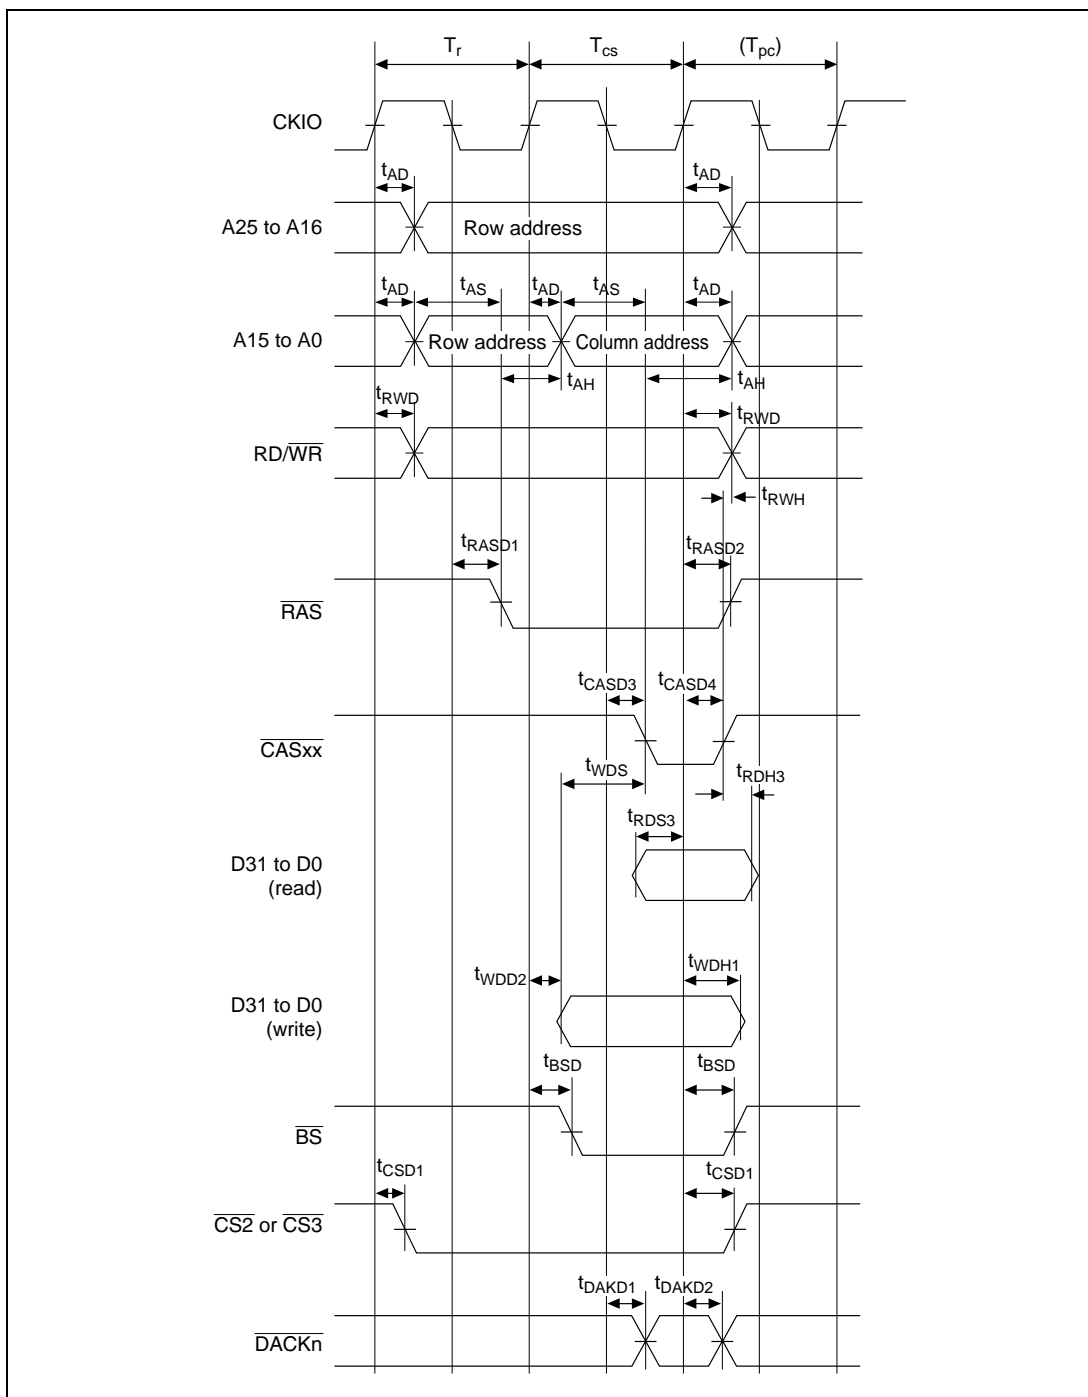 Tr Tcs (Tpc)
CKIO
tAD tAD
A25 to A16 Row address
tAD tAS tAD tAS tAD
A15 to A0 Row address Column address
tAH tAH
tRWD tRWD
RD/WR
tRWH
tRASD1 tRASD2
RAS
tCASD3 tCASD4
CASxx
tWDS tRDH3
tRDS3
D31 to D0
(read)
tWDD2 tWDH1
D31 to D0
(write)
tBSD tBSD
BS
tCSD1 tCSD1
CS2 or CS3
tDAKD1 tDAKD2
DACKn